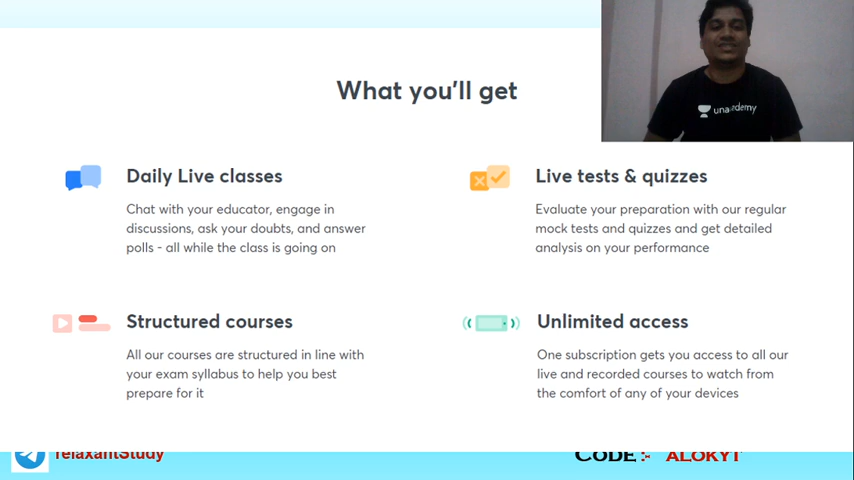 What you'll get
unacademy
Daily Live classes
Chat with your educator, engage in
discussions, ask your doubts, and answer
polls - all while the class is going on
Live tests & quizzes
Evaluate your preparation with our regular
mock tests and quizzes and get detailed
analysis on your performance
Structured courses
All our courses are structured in line with
your exam syllabus to help you best
prepare for it
Unlimited access
One subscription gets you access to all our
live and recorded courses to watch from
the comfort of any of your devices
relaxantStudy
CODE: ALOKYT